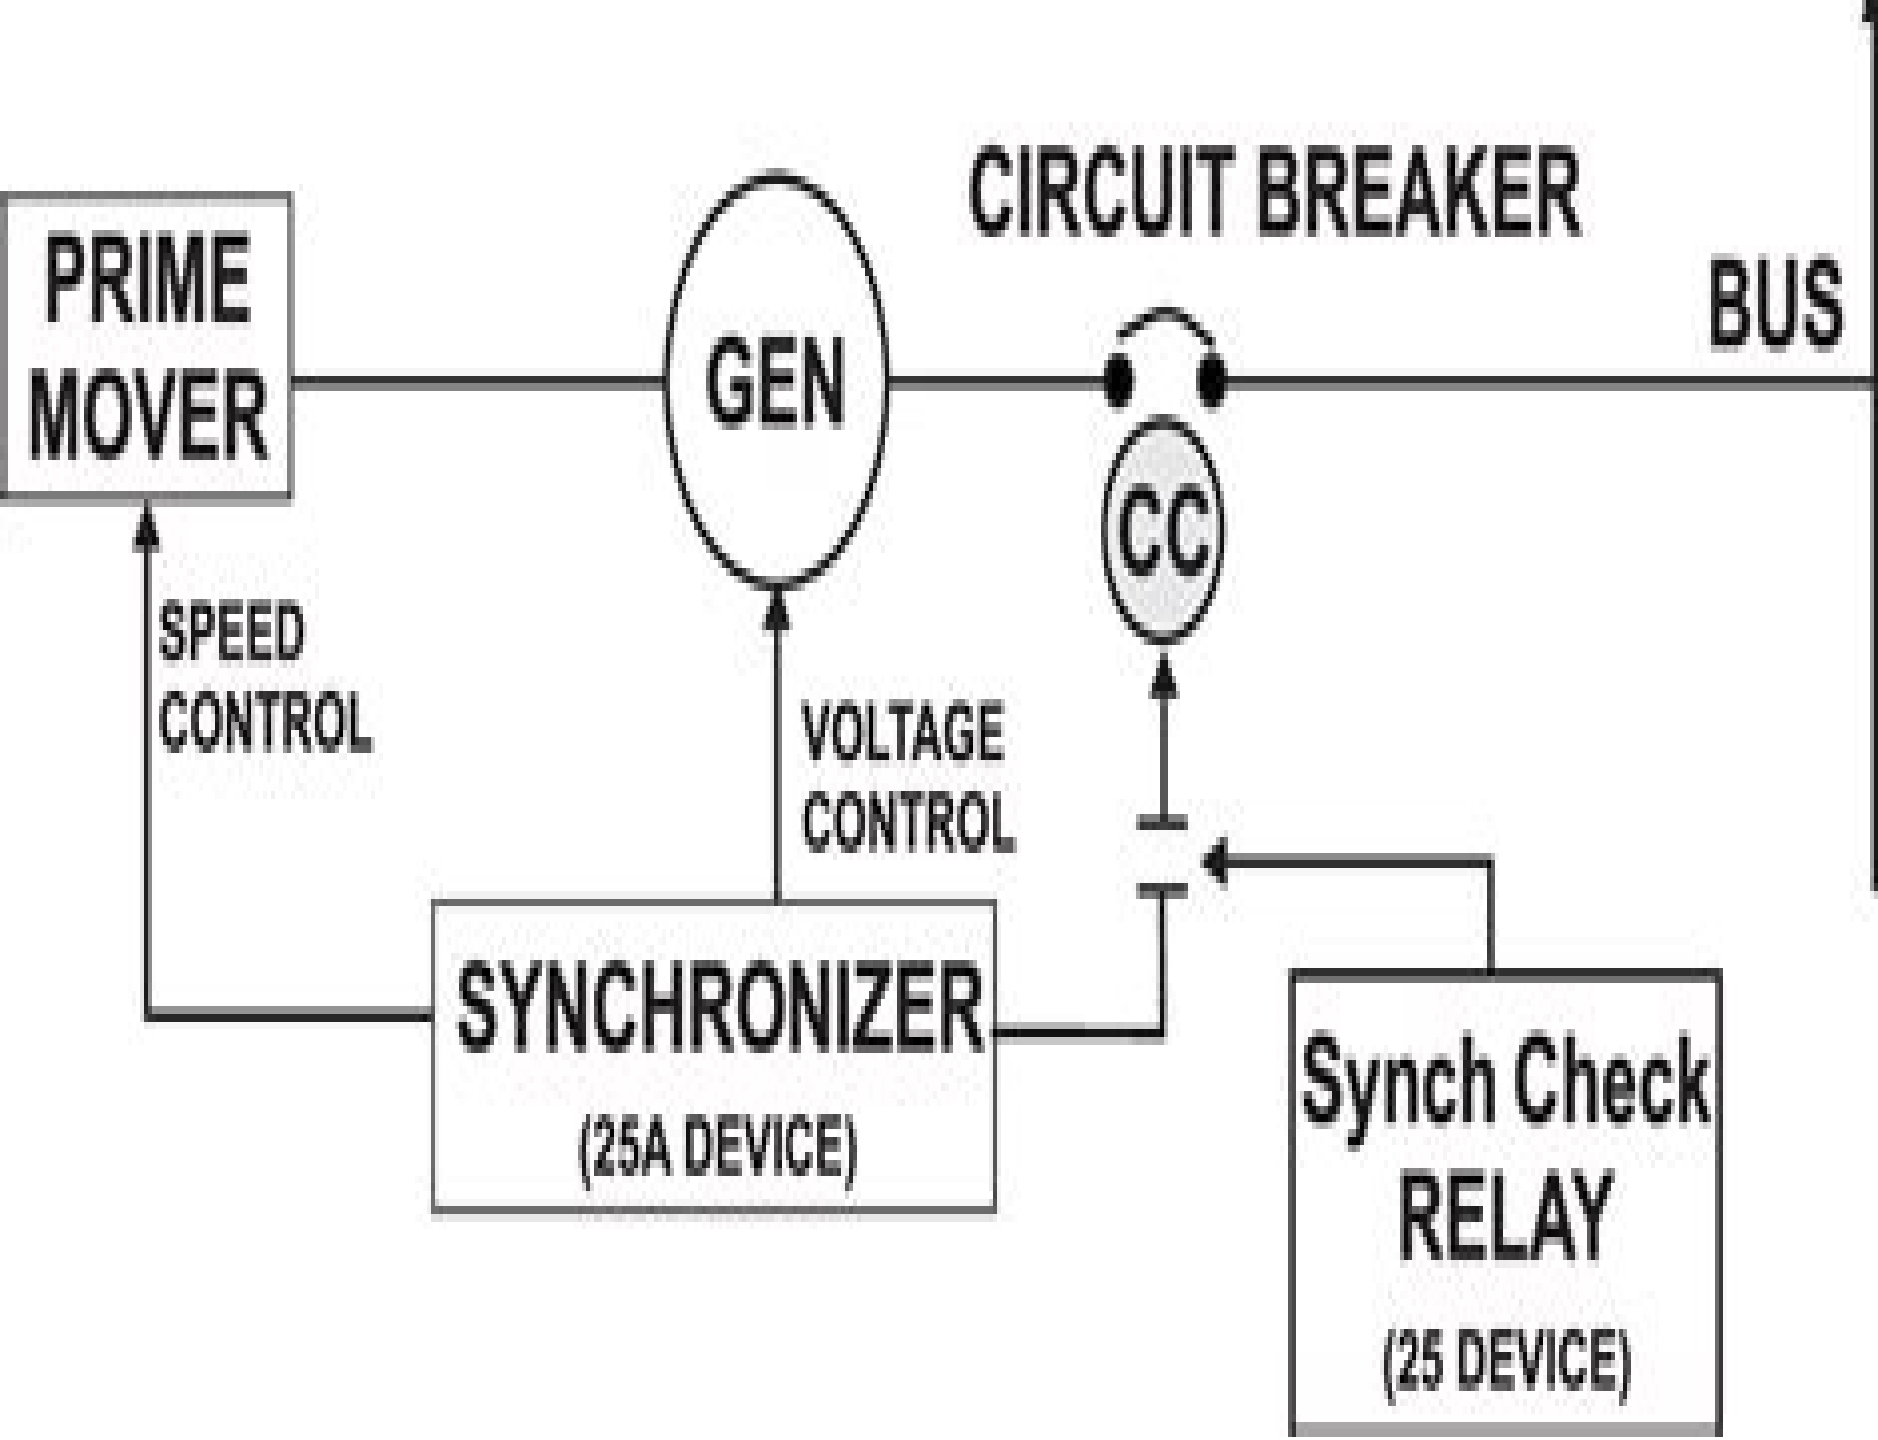 CIRCUIT BREAKER
PRIME
MOVER
GEN
BUS
CC
SPEED
CONTROL
VOLTAGE
CONTROL
SYNCHRONIZER
(25A DEVICE)
Synch Check
RELAY
(25 DEVICE)